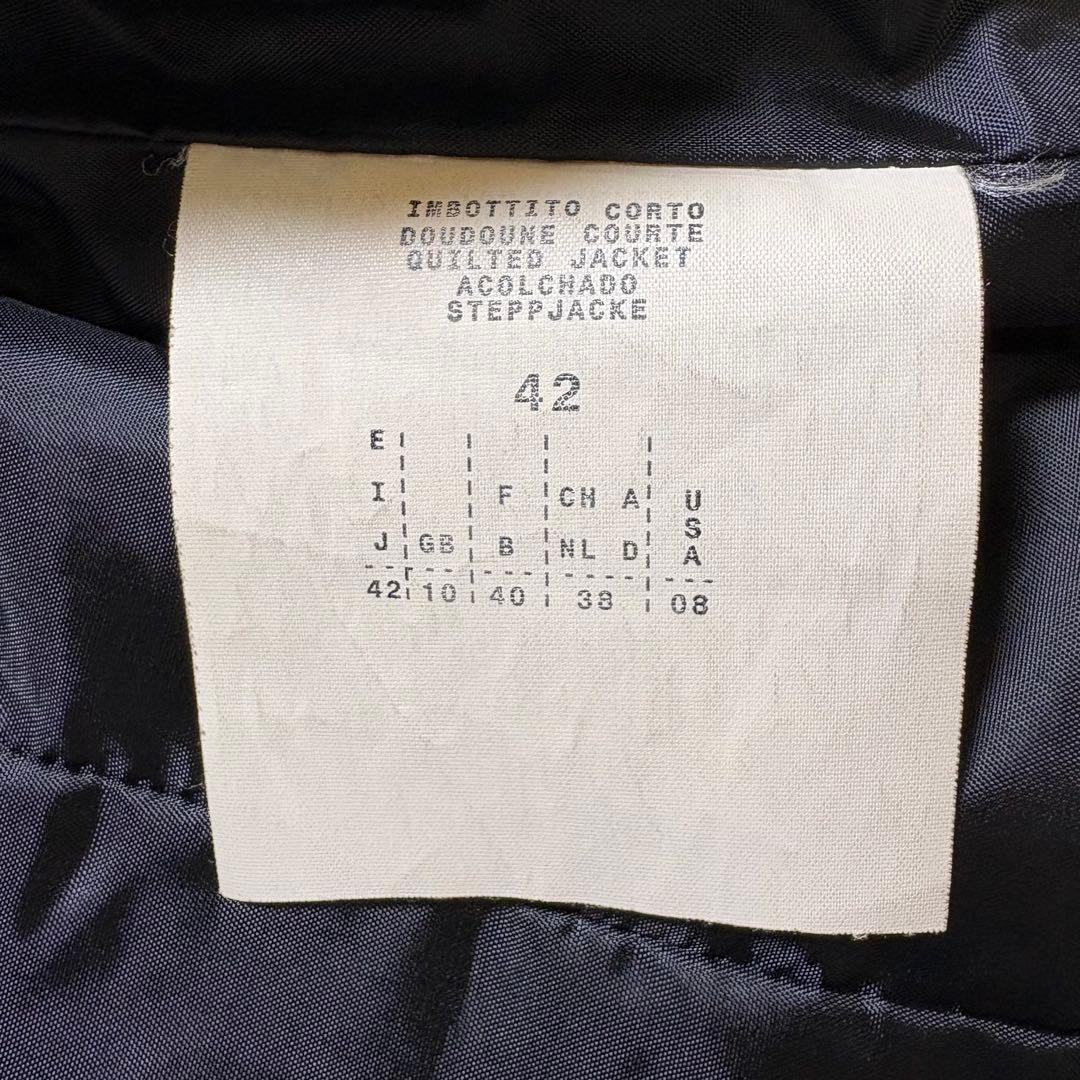 IMBOTTITO CORTO
DOUDOUNE COURTE
QUILTED JACKET
ACOLCHADO
STEPPJACKE
42
E
I F CH A U
S
J GB B NL D A
42 10 40 38 08